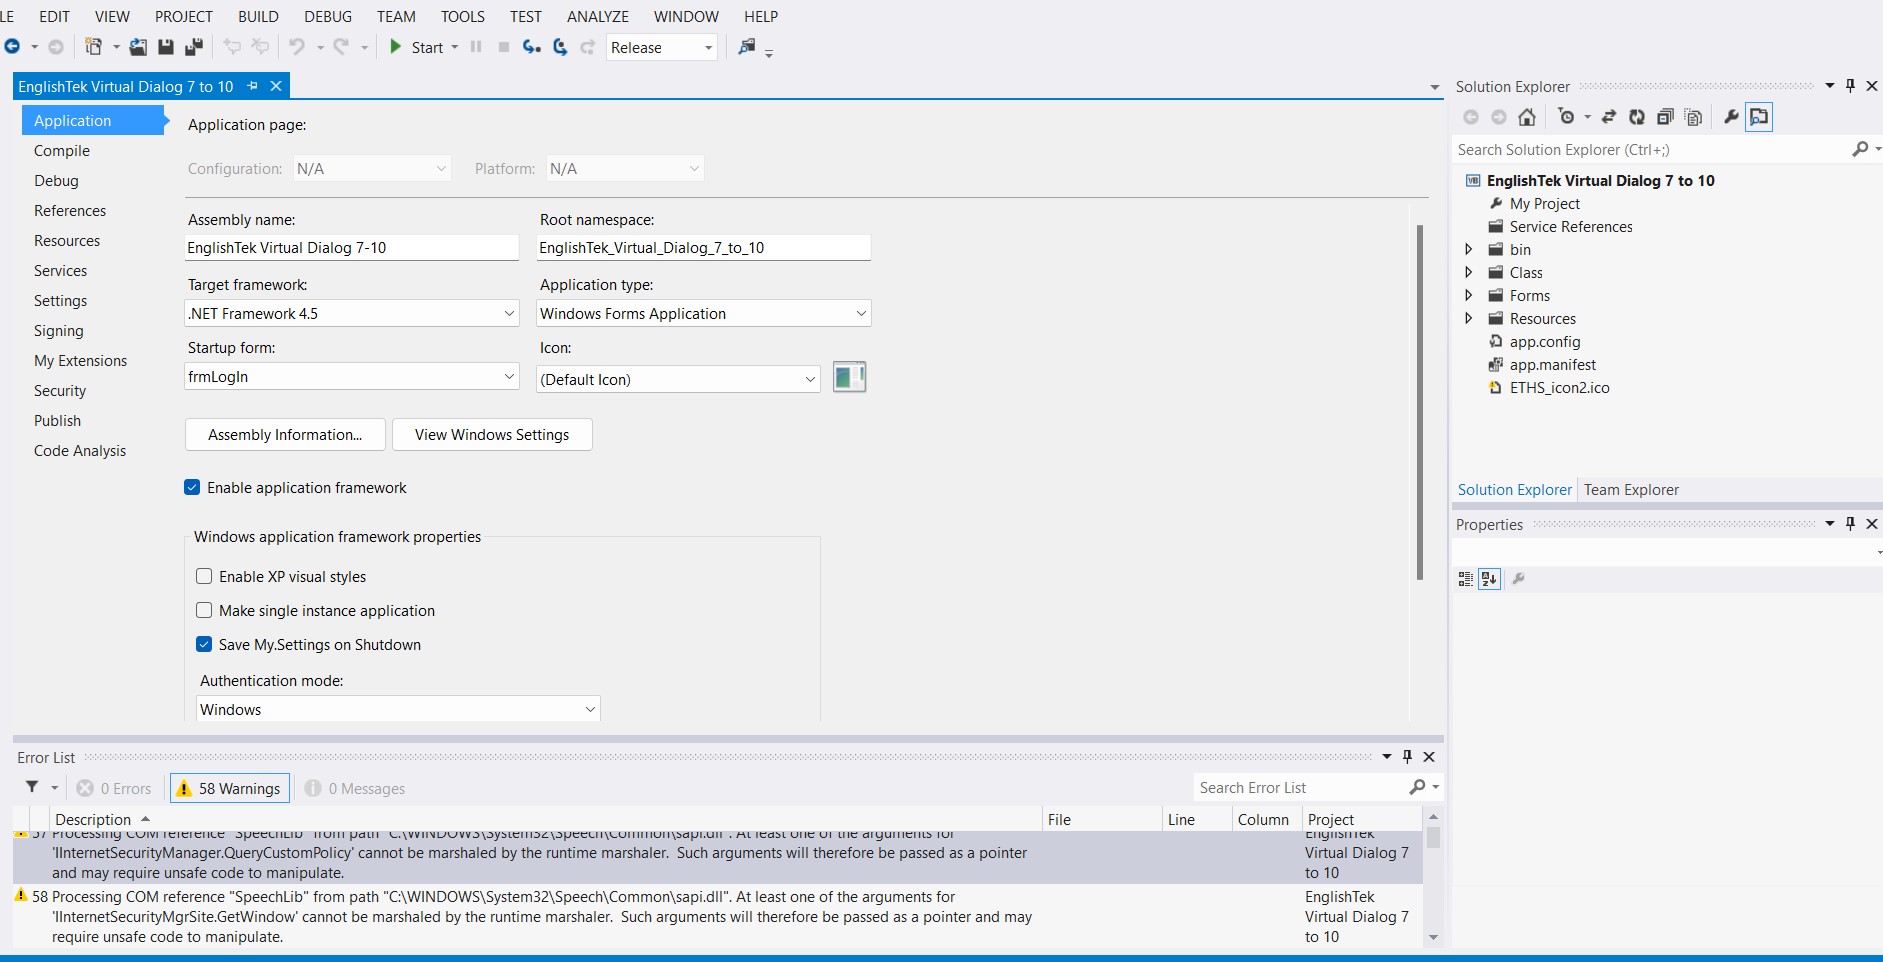 LE EDIT VIEW PROJECT BUILD DEBUG TEAM TOOLS TEST ANALYZE WINDOW HELP
Start Release
EnglishTek Virtual Dialog 7 to 10
Application
Compile
Debug
References
Resources
Services
Settings
Signing
My Extensions
Security
Publish
Code Analysis
Application page:
Configuration: N/A Platform: N/A
Assembly name: Root namespace:
EnglishTek Virtual Dialog 7-10 EnglishTek_Virtual_Dialog_7_to_10
Target framework: Application type:
.NET Framework 4.5 Windows Forms Application
Startup form: Icon:
frmLogIn (Default Icon)
Assembly Information... View Windows Settings
Enable application framework
Windows application framework properties
Enable XP visual styles
Make single instance application
Save My.Settings on Shutdown
Authentication mode:
Windows
Solution Explorer
Search Solution Explorer (Ctrl+;)
VB EnglishTek Virtual Dialog 7 to 10
My Project
Service References
bin
Class
Forms
Resources
app.config
app.manifest
ETHS_icon2.ico
Solution Explorer Team Explorer
Properties
Error List
0 Errors 58 Warnings 0 Messages Search Error List
Description File Line Column Project
57 Processing COM reference "SpeechLib" from path "C:\WINDOWS\System32\Speech\Common\sapi.dll". At least one of the arguments for EnglishTek
'IInternetSecurityManager.QueryCustomPolicy' cannot be marshaled by the runtime marshaler. Such arguments will therefore be passed as a pointer Virtual Dialog 7
and may require unsafe code to manipulate. to 10
58 Processing COM reference "SpeechLib" from path "C:\WINDOWS\System32\Speech\Common\sapi.dll". At least one of the arguments for EnglishTek
'IInternetSecurityMgrSite.GetWindow' cannot be marshaled by the runtime marshaler. Such arguments will therefore be passed as a pointer and may Virtual Dialog 7
require unsafe code to manipulate. to 10